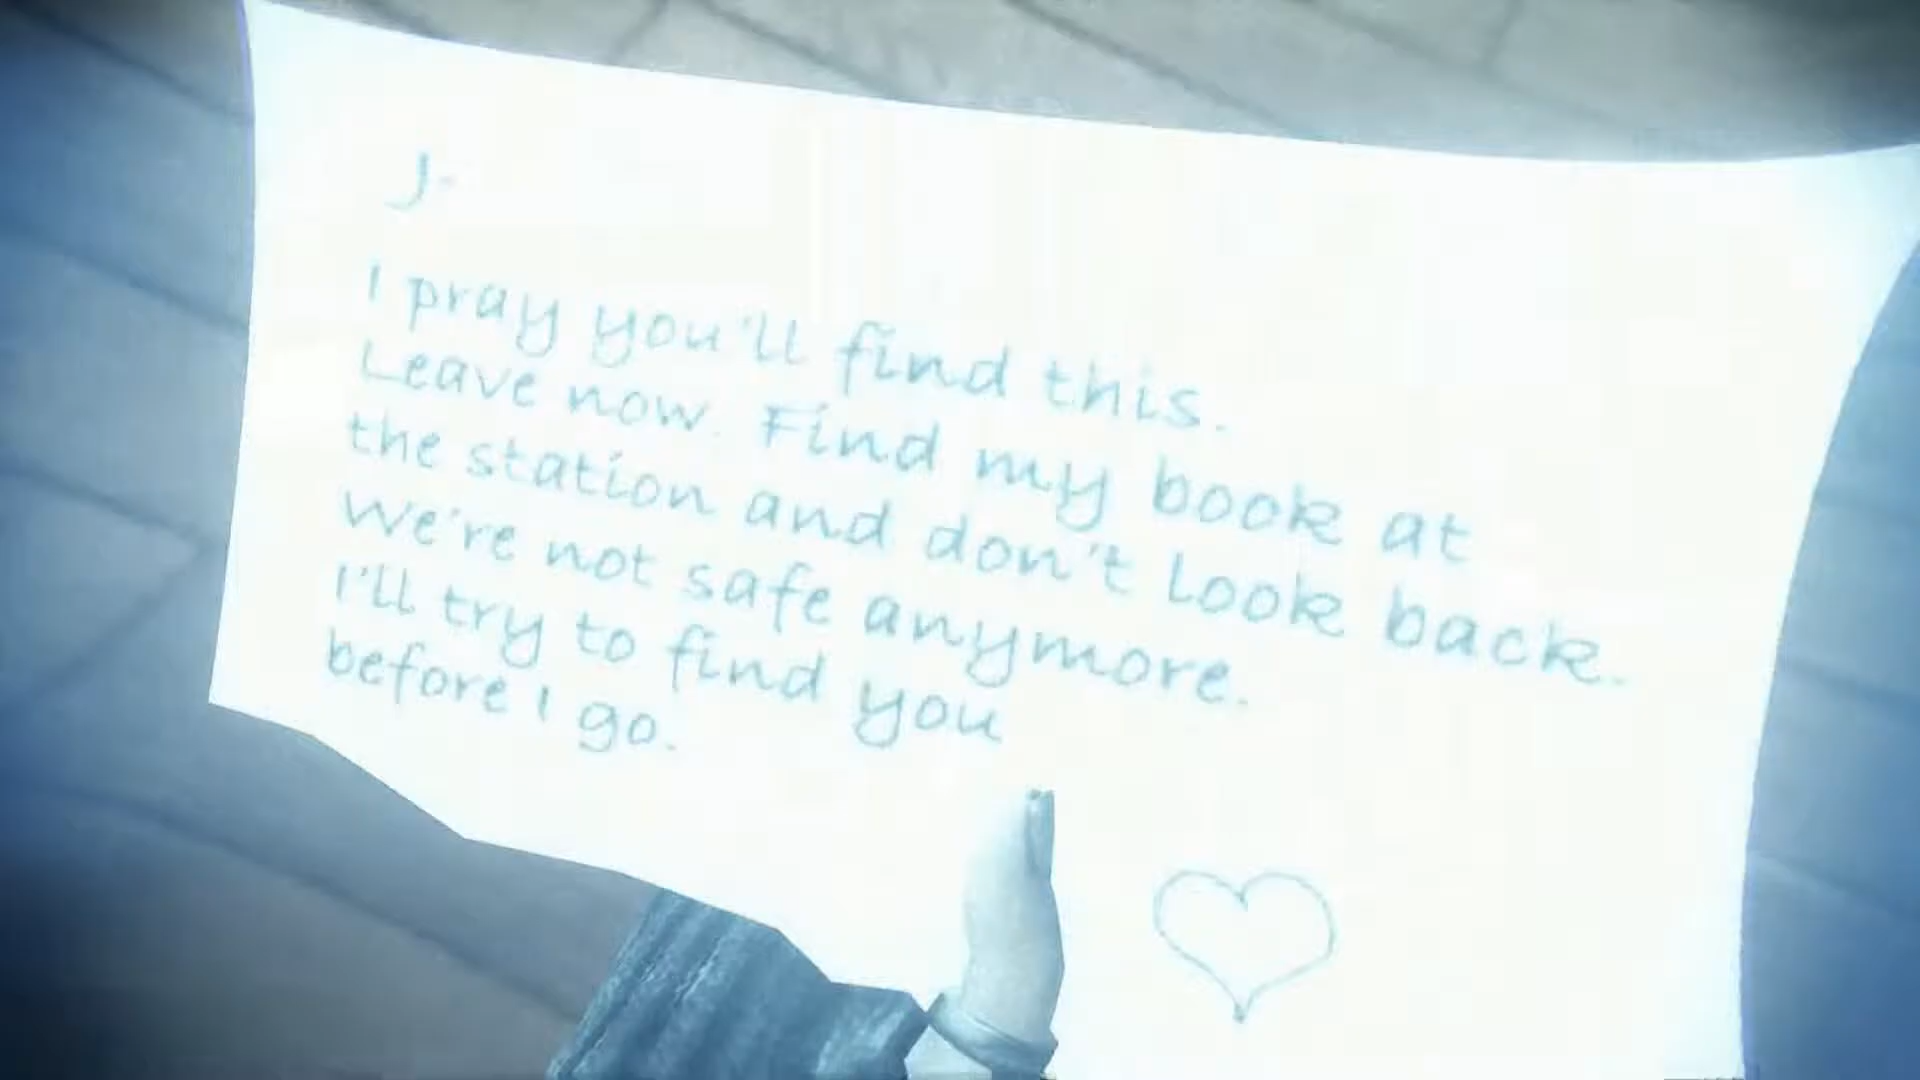 J-
I pray you'll find this.
Leave now. Find my book at
the station and don't look back.
We're not safe anymore.
I'll try to find you
before I go.